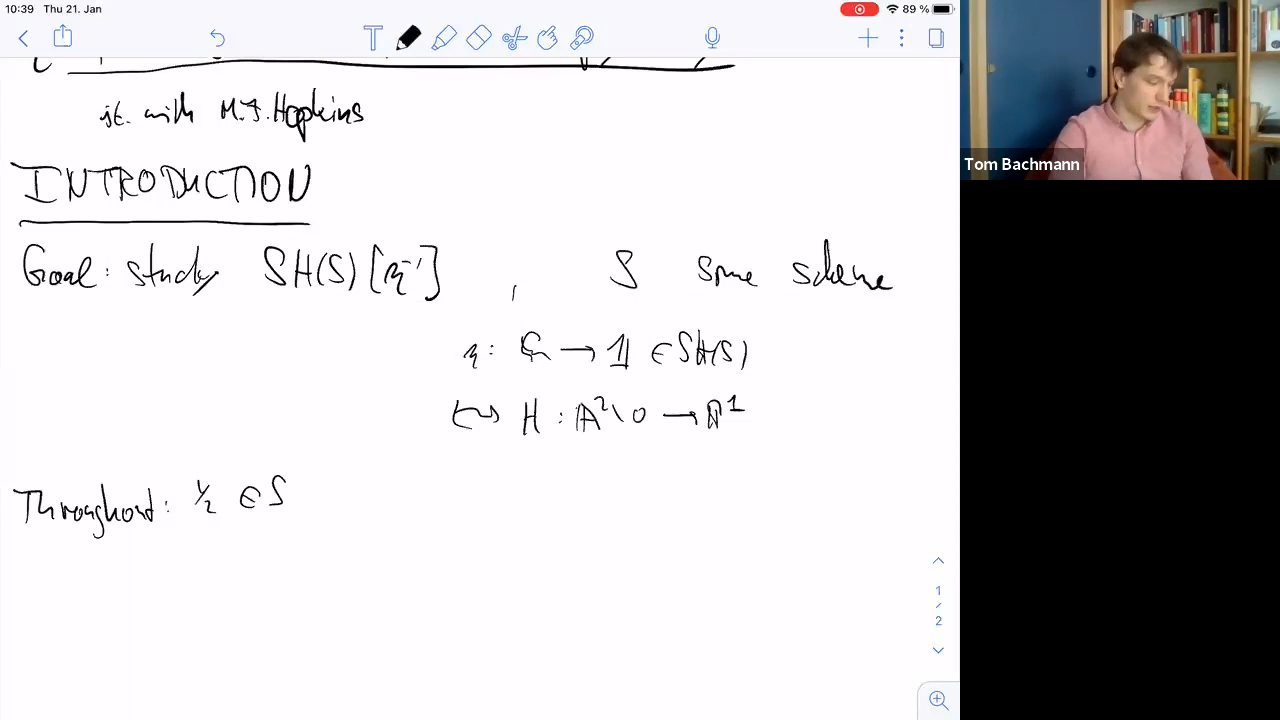 10:39 Thu 21. Jan
89 %
jt. with M.J. Hopkins
INTRODUCTION
Goal: study SH(S)[η⁻¹] , S some scheme
η: 𝔾ₘ → 𝟙 ∈ SH(S)
↔ H : 𝔸²\0 → ℙ¹
Throughout: 1/2 ∈ S
Tom Bachmann
1
/
2